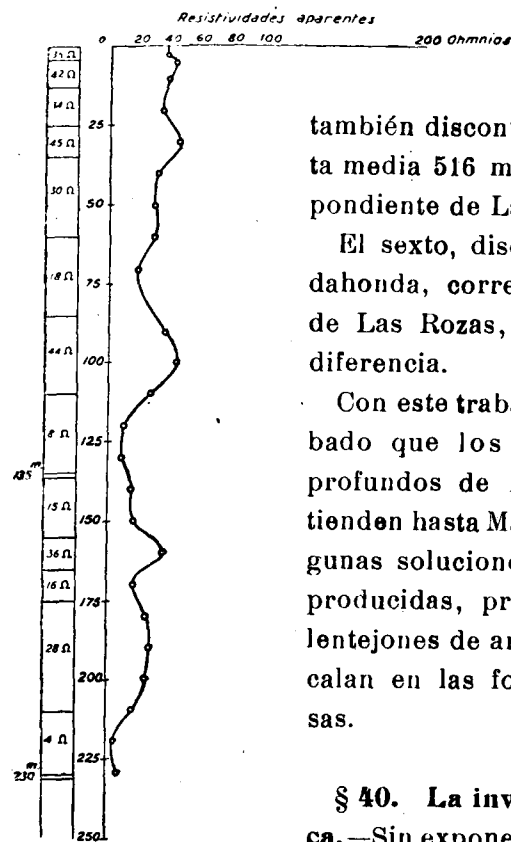 Resistividades aparentes
0 20 40 60 80 100 200 Ohmnios
42 Ω
14 Ω
25
45 Ω
30 Ω
50
18 Ω
75
44 Ω
100
8 Ω
125
135 m
15 Ω
150
36 Ω
16 Ω
175
28 Ω
200
4 Ω
225
230 m
250
también discont
ta media 516 m
pondiente de La
El sexto, disc
dahonda, corre
de Las Rozas,
diferencia.
Con este traba
bado que los
profundos de
tienden hasta Ma
gunas solucione
producidas, pr
lentejones de ar
calan en las fo
sas.
§ 40. La inv
ca.—Sin expone